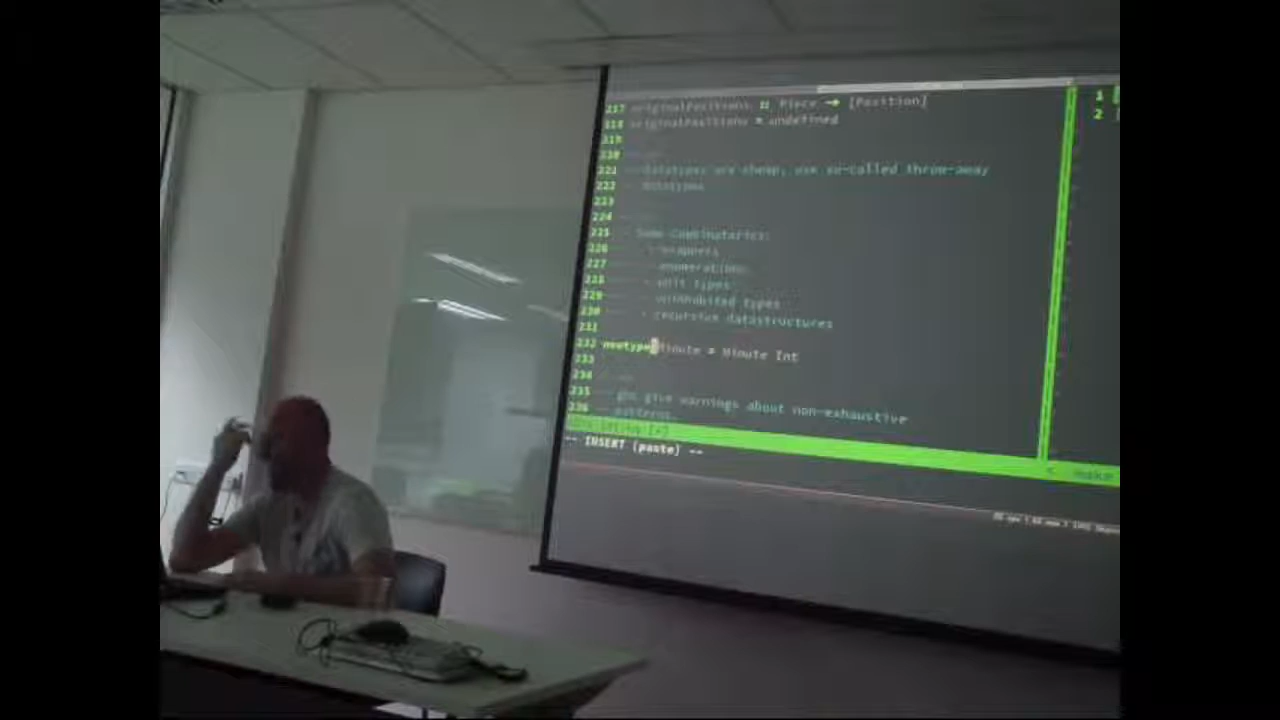 217 originalPositions :: Piece → [Position]
218 originalPositions = undefined
219
220
221 datatypes are cheap, use so-called throw-away
222 datatypes
223
224
225 - Some Combinatorics:
226 - wrappers
227 - enumerations
228 - unit types
229 - uninhabited types
230 - recursive datastructures
231
232 newtype Minute = Minute Int
233
234
235 ghc give warnings about non-exhaustive
236 patterns
-- INSERT (paste) --
1
2